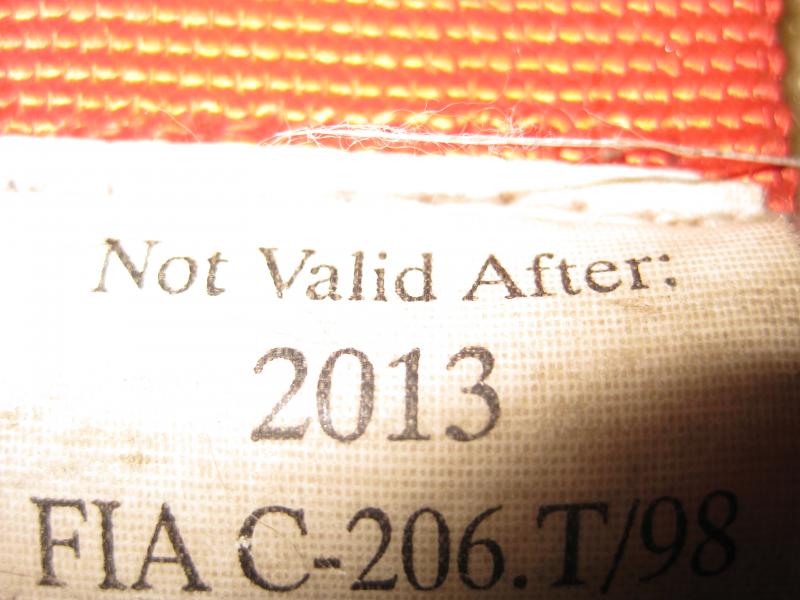 Not Valid After:
2013
FIA C-206.T/98